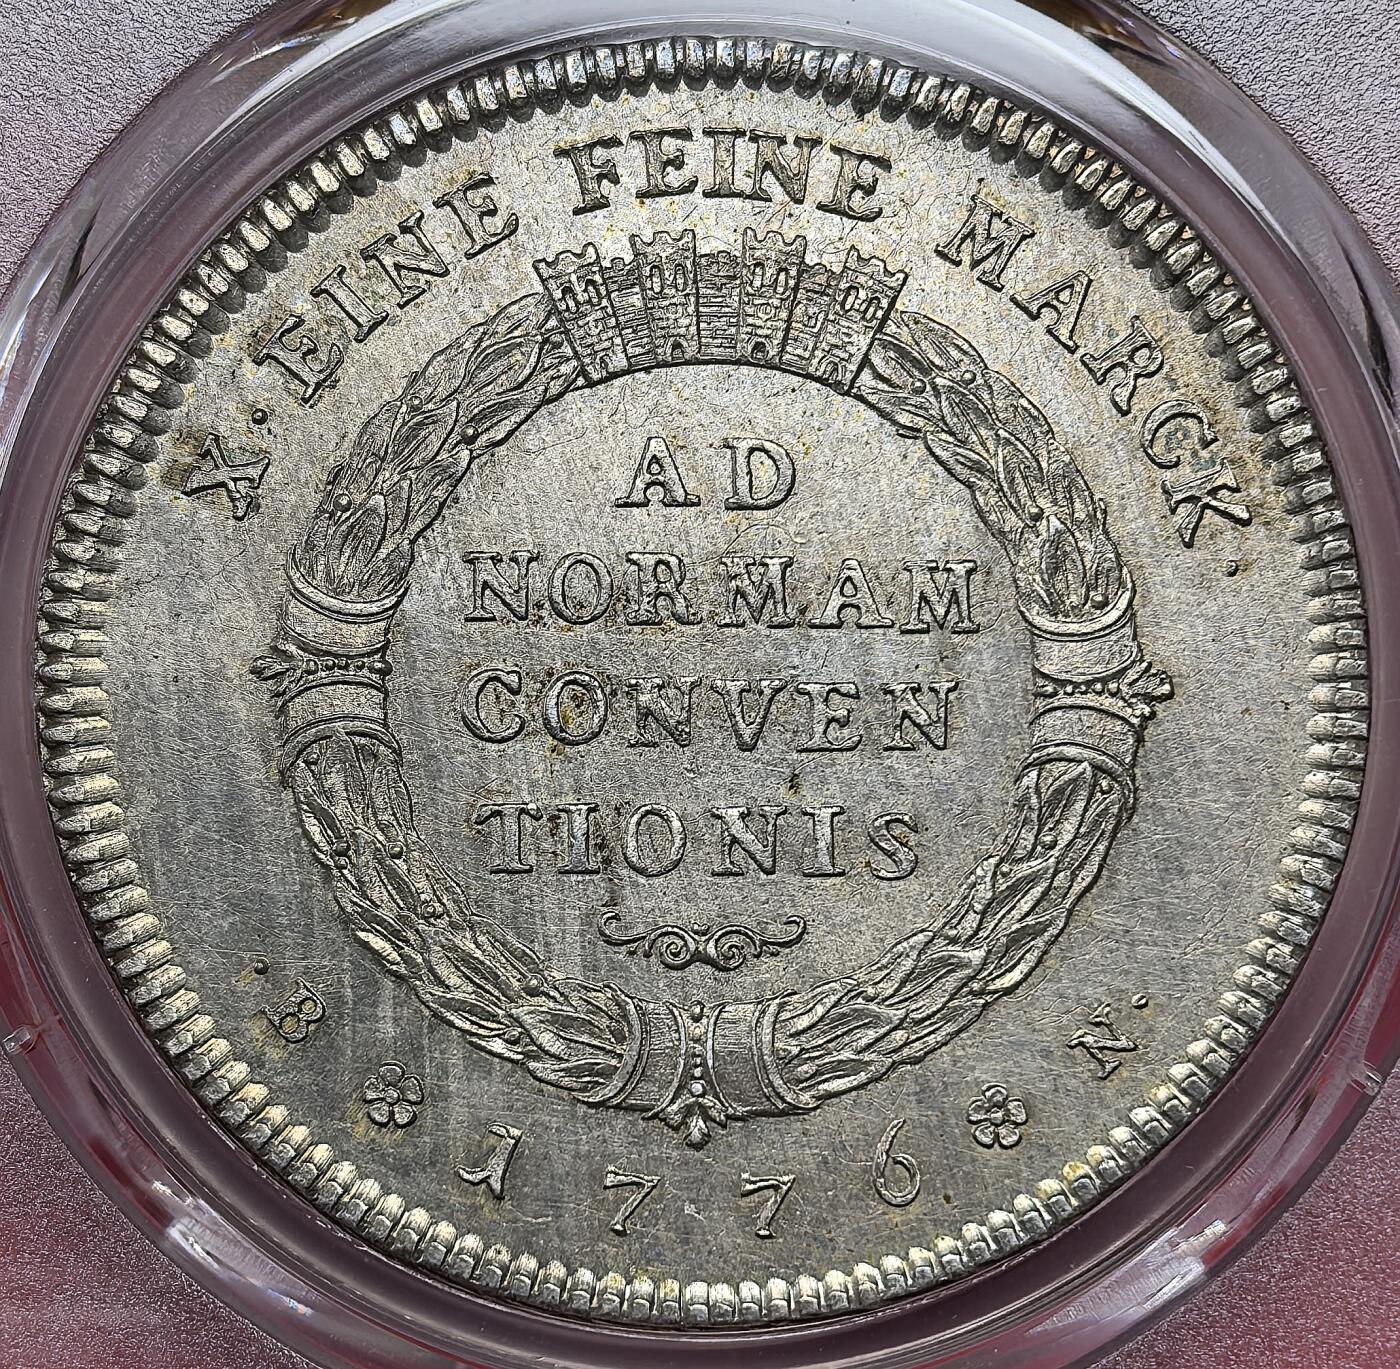 X. EINE FEINE MARCK.
AD
NORMAM
CONVEN
TIONIS
.B N.
1776